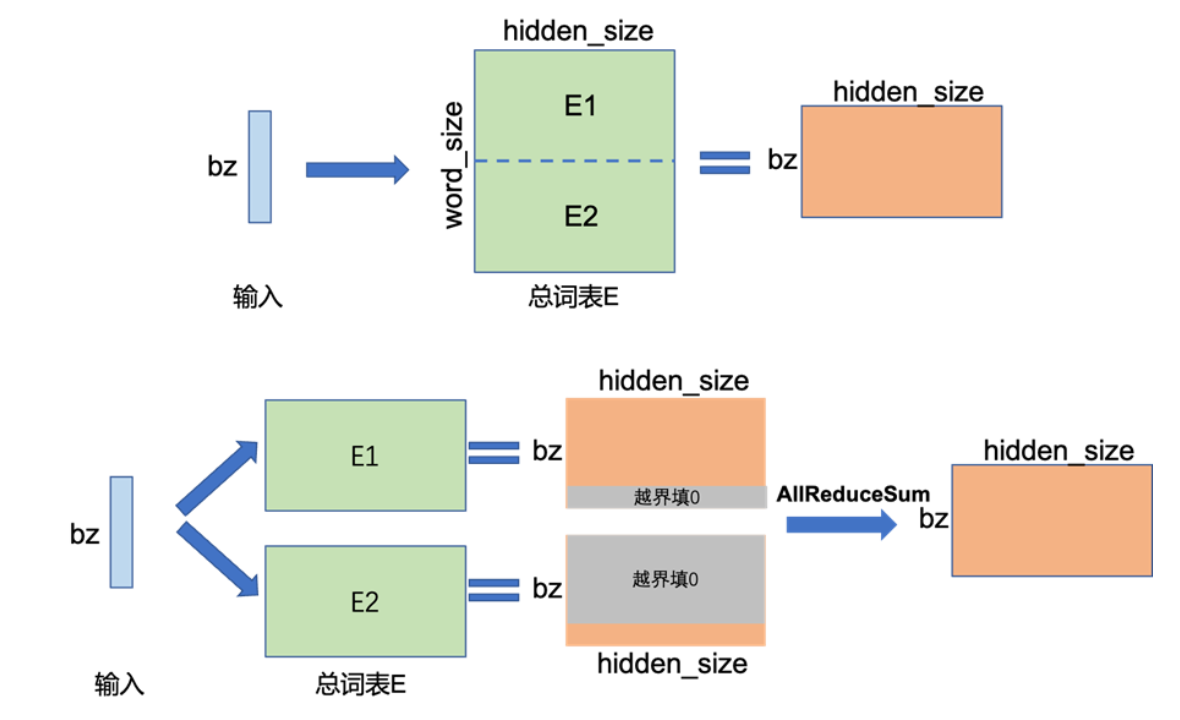 hidden_size
hidden_size
E1
bz
word_size
bz
E2
输入
总词表E
hidden_size
hidden_size
E1
bz
越界填0
AllReduceSum
bz
bz
越界填0
E2
bz
hidden_size
输入
总词表E